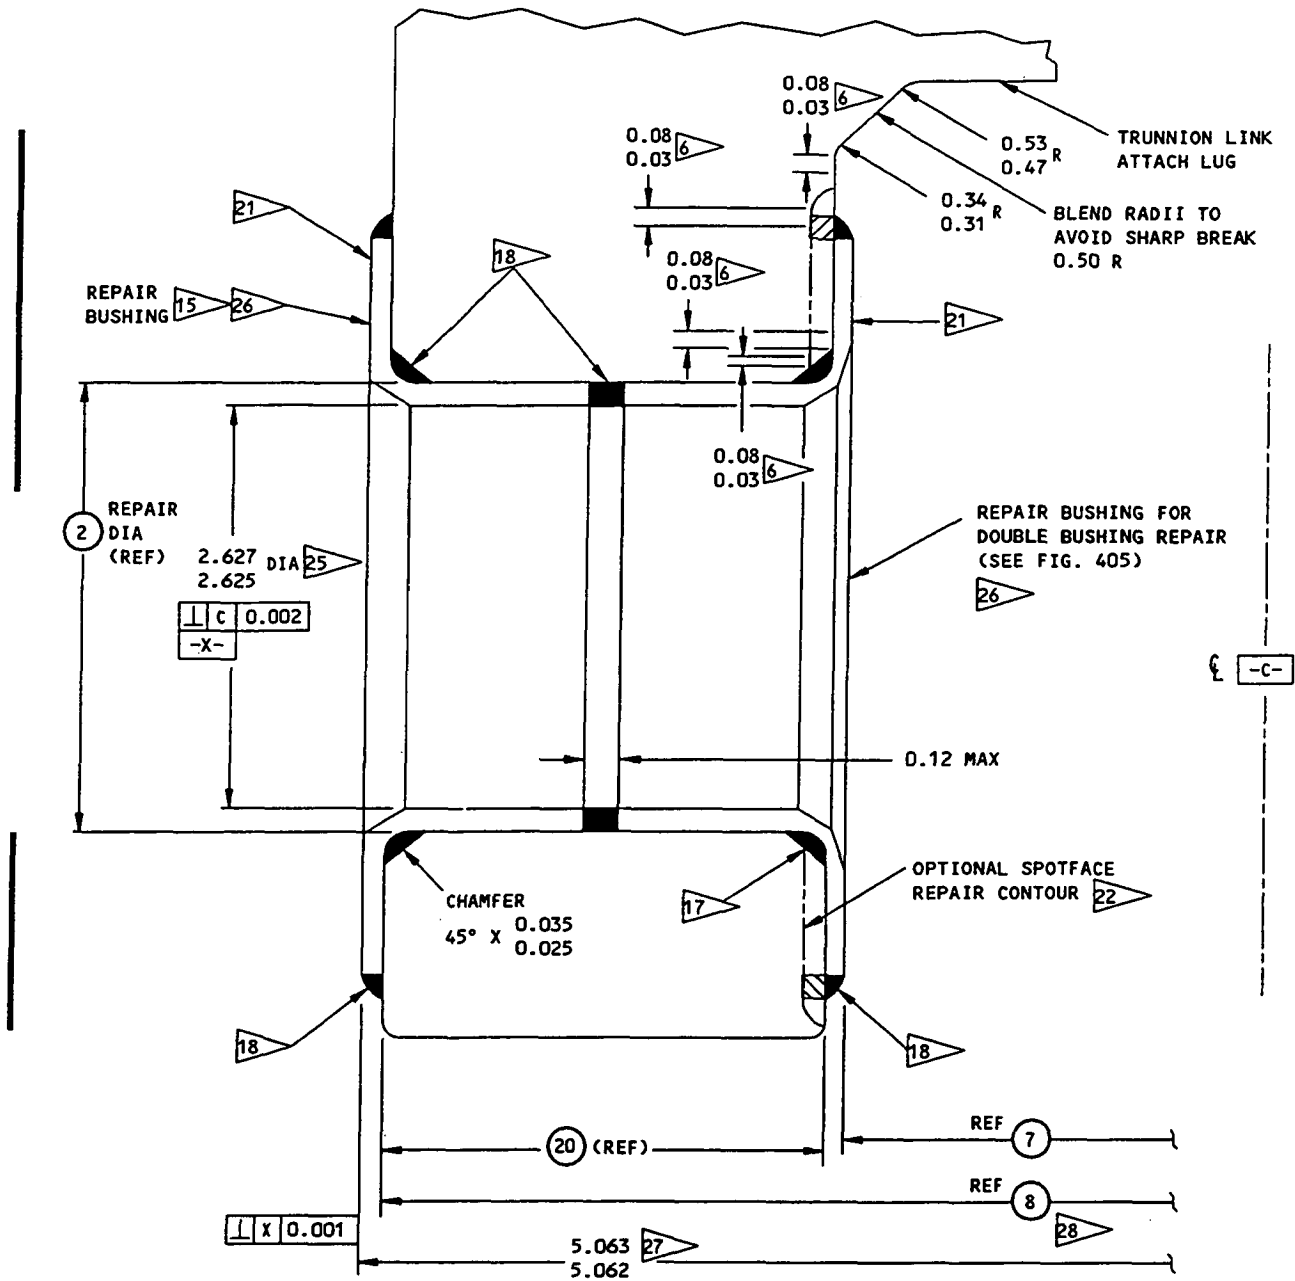 0.08
0.03 6
0.08
0.03 6
0.53 R
0.47
TRUNNION LINK
ATTACH LUG
21
0.34 R
0.31
BLEND RADII TO
AVOID SHARP BREAK
0.50 R
18
0.08
0.03 6
REPAIR
BUSHING 15 26
21
0.08
0.03 6
2 REPAIR
DIA
(REF)
2.627 DIA 25
2.625
⊥ C 0.002
-X-
REPAIR BUSHING FOR
DOUBLE BUSHING REPAIR
(SEE FIG. 405)
26
℄ -C-
0.12 MAX
CHAMFER
45° X 0.035
0.025
17
OPTIONAL SPOTFACE
REPAIR CONTOUR 22
18
18
REF 7
20 (REF)
REF 8
⊥ X 0.001
28
5.063 27
5.062